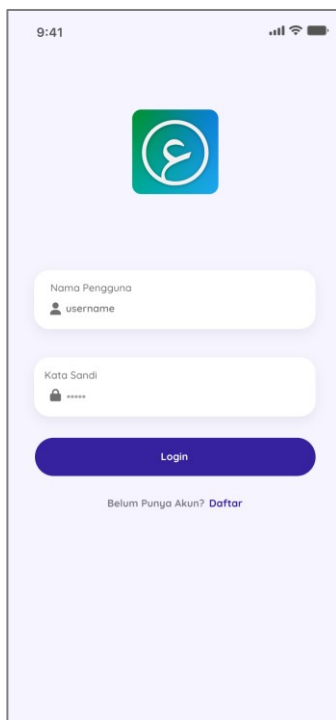 9:41
ع
Nama Pengguna
username
Kata Sandi
*****
Login
Belum Punya Akun? Daftar